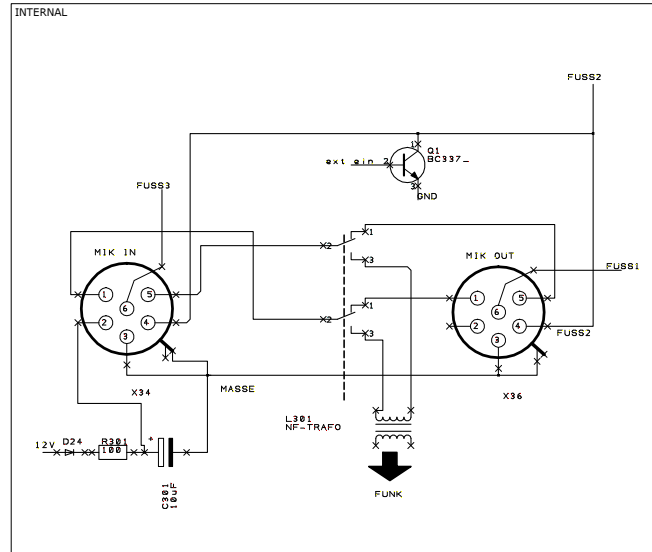 INTERNAL
FUSS2
1
Q1
BC337_
ext ein 2
3
GND
FUSS3
MIK IN
2
1
3
MIK OUT
FUSS1
1
5
6
2
4
3
2
1
3
1
5
6
2
4
3
FUSS2
X34
MASSE
X36
L301
NF-TRAFO
12V
D24
R301
100
+
C301
10uF
FUNK